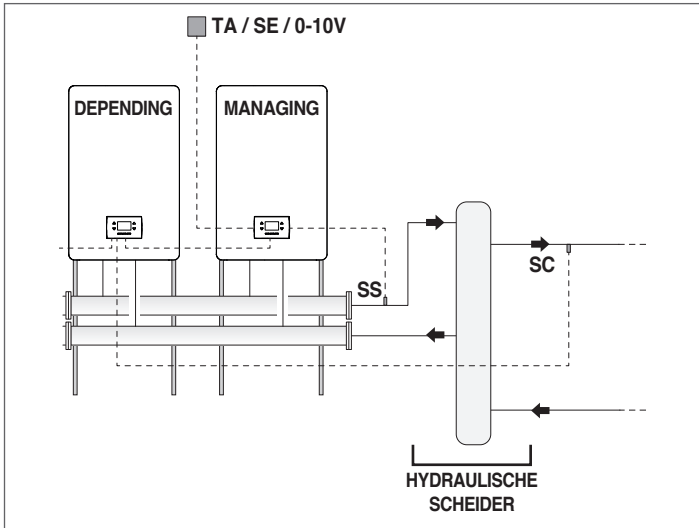 TA / SE / 0-10V
DEPENDING
MANAGING
SS
SC
HYDRAULISCHE
SCHEIDER